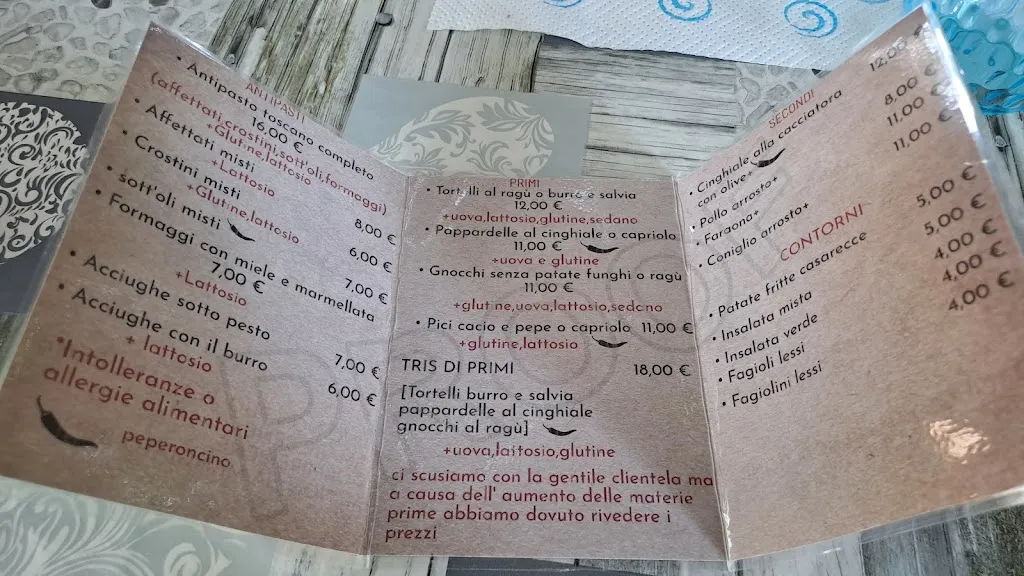 ANTIPASTI
• Antipasto toscano completo
16,00 €
(affettati,crostini,sott'oli,formaggi)
+Glutine,lattosio
• Affettati misti 8,00 €
+Lattosio
• Crostini misti 6,00 €
+Glutine,lattosio
• sott'oli misti 7,00 €
• Formaggi con miele e marmellata
7,00 €
+Lattosio
• Acciughe sotto pesto 7,00 €
• Acciughe con il burro 6,00 €
+ lattosio
*Intolleranze o
allergie alimentari
peperoncino
PRIMI
• Tortelli al ragù o burro e salvia
12,00 €
+uova,lattosio,glutine,sedano
• Pappardelle al cinghiale o capriolo
11,00 €
+uova e glutine
• Gnocchi senza patate funghi o ragù
11,00 €
+glutine,uova,lattosio,sedano
• Pici cacio e pepe o capriolo 11,00 €
+glutine,lattosio
TRIS DI PRIMI 18,00 €
[Tortelli burro e salvia
pappardelle al cinghiale
gnocchi al ragù]
+uova,lattosio,glutine
ci scusiamo con la gentile clientela ma
a causa dell' aumento delle materie
prime abbiamo dovuto rivedere i
prezzi
SECONDI
• Cinghiale alla cacciatora 12,00 €
con olive+
• Pollo arrosto+ 8,00 €
• Faraona+ 11,00 €
• Coniglio arrosto+ 11,00 €
CONTORNI
• Patate fritte casarecce 5,00 €
• Insalata mista 5,00 €
• Insalata verde 4,00 €
• Fagioli lessi 4,00 €
• Fagiolini lessi 4,00 €